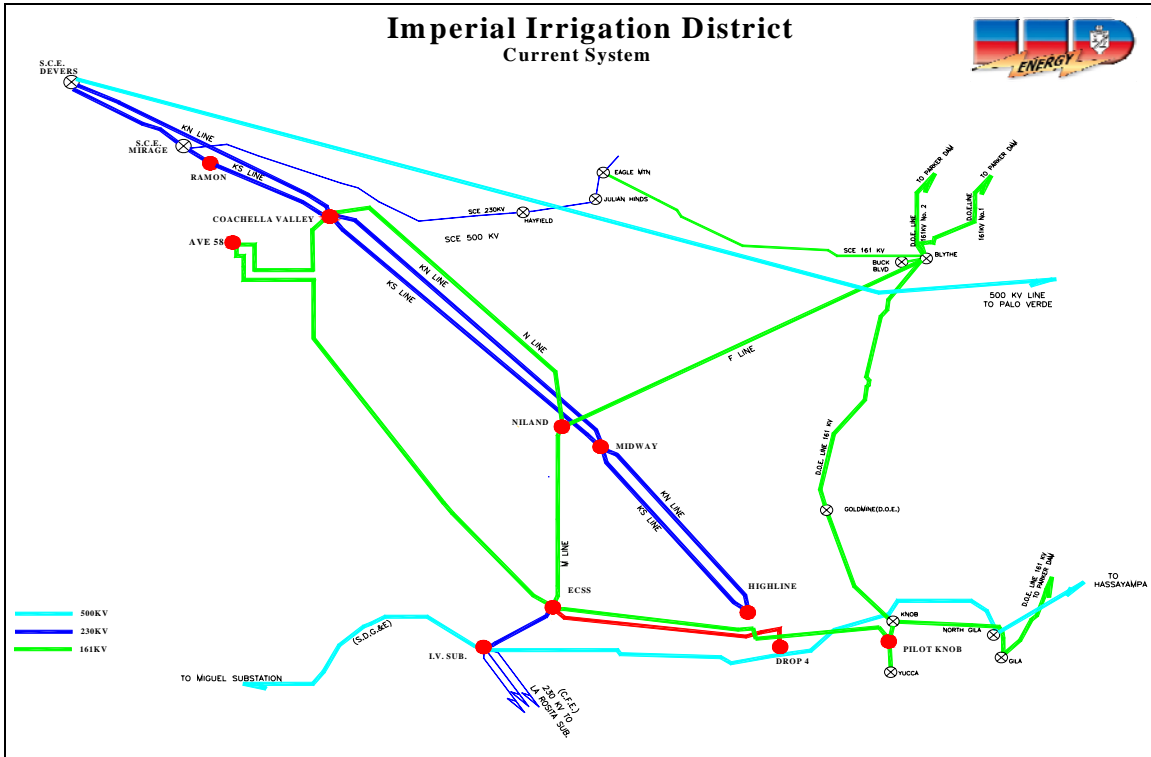 Imperial Irrigation District
Current System
IID
ENERGY
S.C.E.
DEVERS
KN LINE
S.C.E.
MIRAGE
RAMON
KS LINE
COACHELLA VALLEY
AVE 58
EAGLE MTN
JULIAN HINDS
HAYFIELD
SCE 230KV
SCE 500 KV
SCE 161 KV
TO PARKER DAM
TO PARKER DAM
D.O.E. LINE
161KV No. 2
D.O.E.LINE
161KV No.1
BUCK
BLVD
BLYTHE
500 KV LINE
TO PALO VERDE
KN LINE
KS LINE
N LINE
F LINE
NILAND
MIDWAY
D.O.E. LINE 161 KV
GOLDMINE(D.O.E.)
KN LINE
KS LINE
M LINE
HIGHLINE
ECSS
D.O.E. LINE 161 KV
TO PARKER DAM
TO
HASSAYAMPA
KNOB
NORTH GILA
GILA
PILOT KNOB
YUCCA
DROP 4
I.V. SUB.
500KV
230KV
161KV
(S.D.G.&E)
TO MIGUEL SUBSTATION
(C.F.E.)
230 KV TO
LA ROSITA SUB.